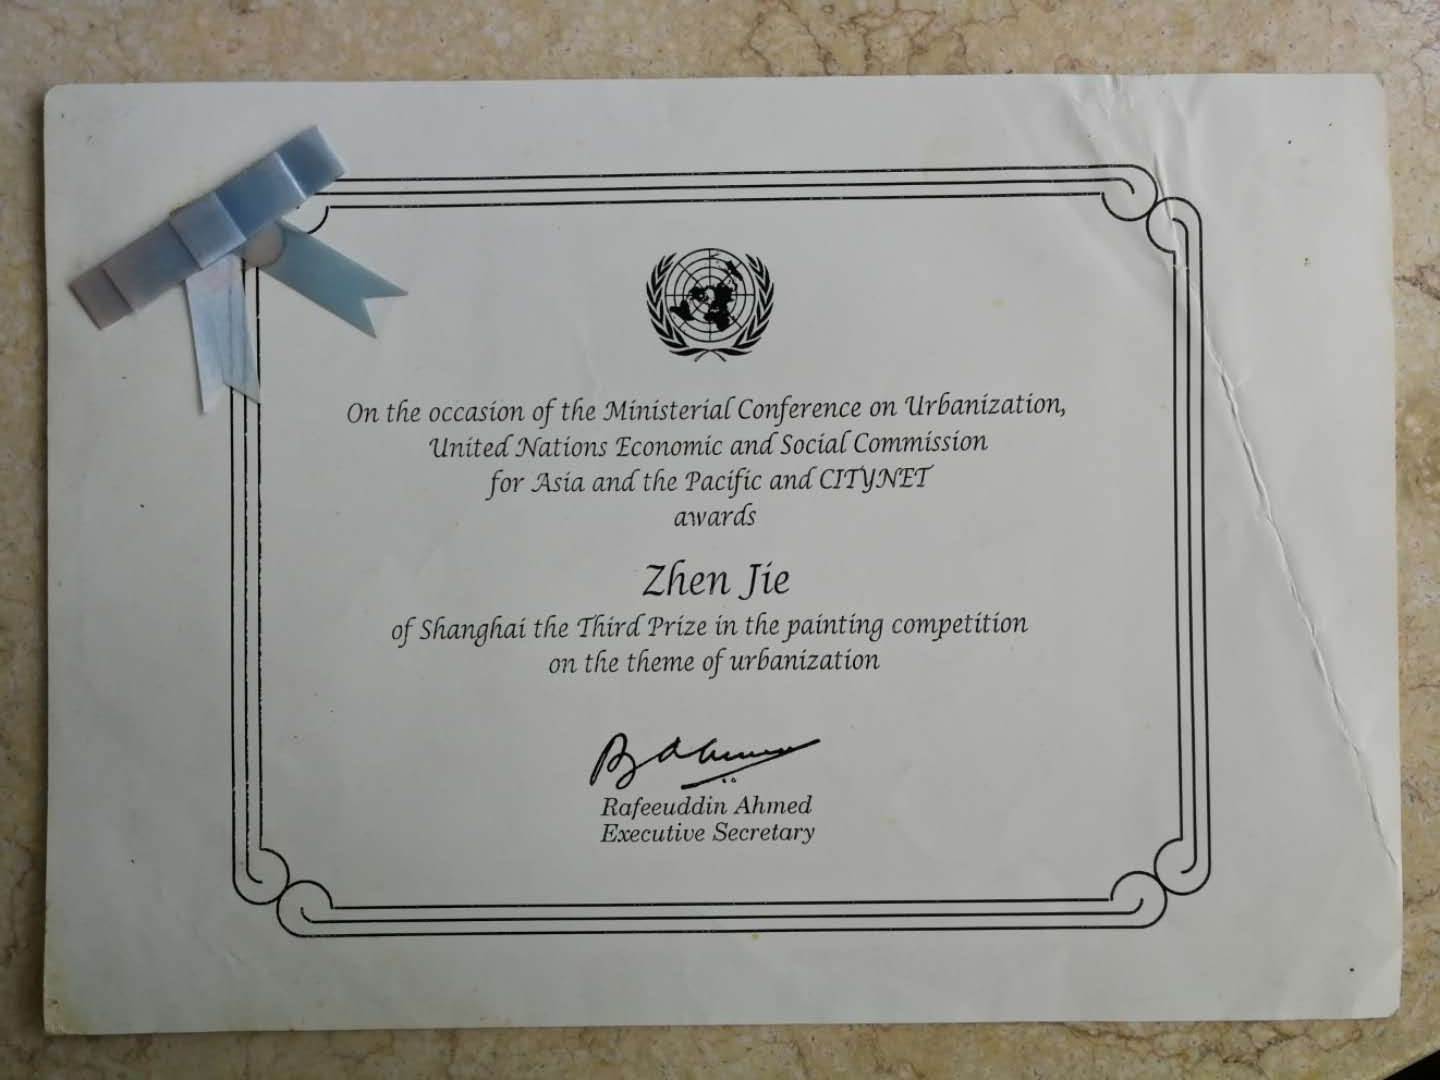 On the occasion of the Ministerial Conference on Urbanization,
United Nations Economic and Social Commission
for Asia and the Pacific and CITYNET
awards
Zhen Jie
of Shanghai the Third Prize in the painting competition
on the theme of urbanization
Rafeeuddin Ahmed
Executive Secretary